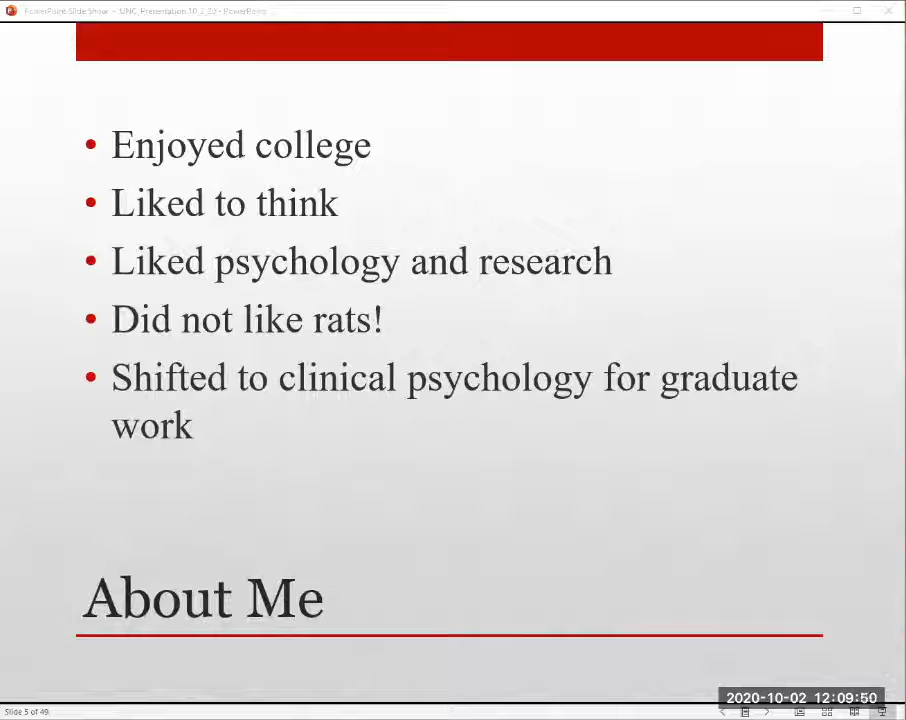 PowerPoint Slide Show - UNC_Presentation.10_2_20 - PowerPoint
• Enjoyed college
• Liked to think
• Liked psychology and research
• Did not like rats!
• Shifted to clinical psychology for graduate
work
About Me
2020-10-02 12:09:50
Slide 5 of 49